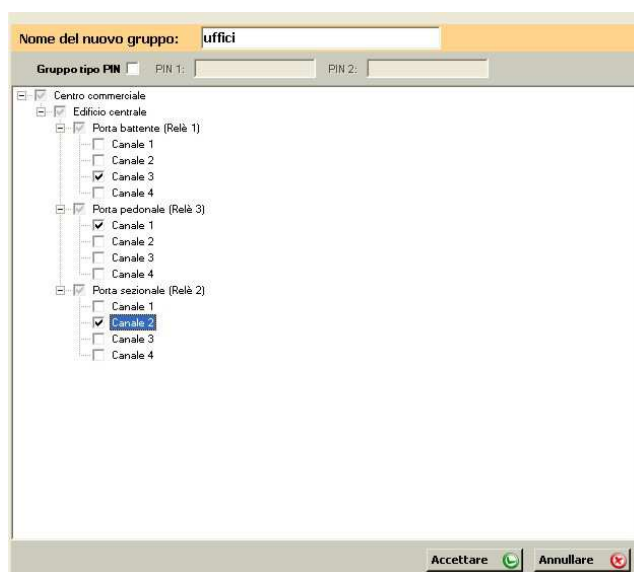 Nome del nuovo gruppo: uffici
Gruppo tipo PIN PIN 1: PIN 2:
Centro commerciale
Edificio centrale
Porta battente (Relè 1)
Canale 1
Canale 2
Canale 3
Canale 4
Porta pedonale (Relè 3)
Canale 1
Canale 2
Canale 3
Canale 4
Porta sezionale (Relè 2)
Canale 1
Canale 2
Canale 3
Canale 4
Accettare Annullare